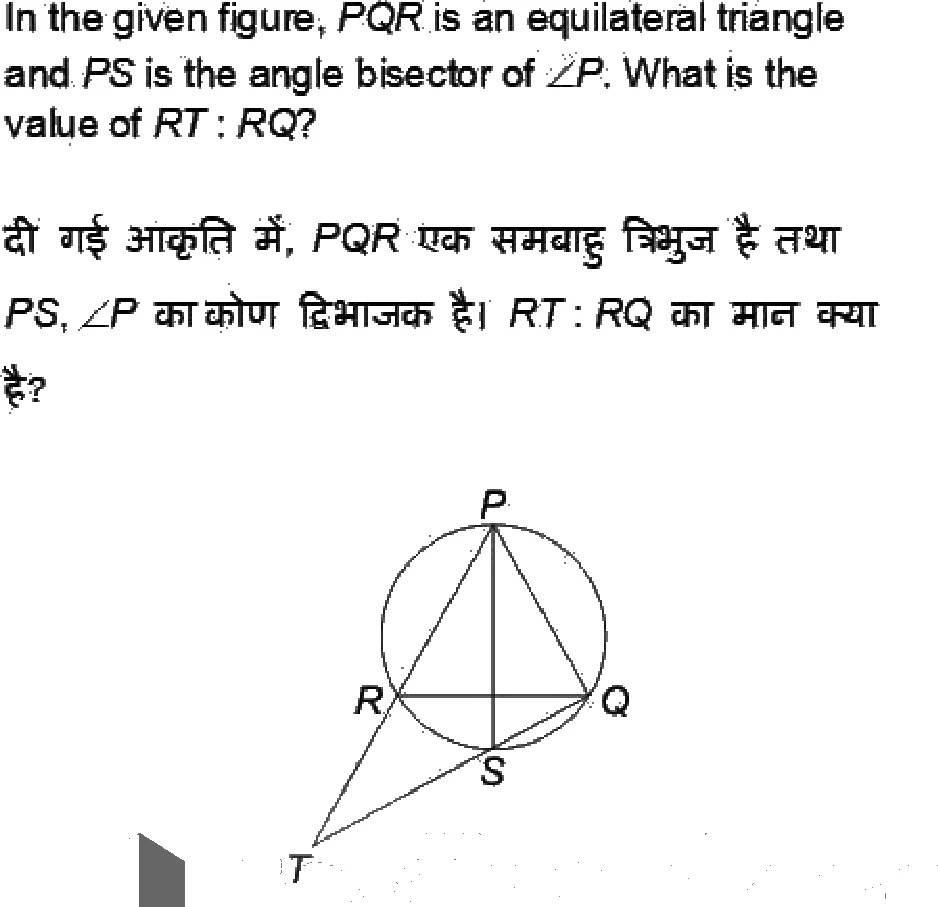 In the given figure, PQR is an equilateral triangle
and PS is the angle bisector of ∠P. What is the
value of RT : RQ?
दी गई आकृति में, PQR एक समबाहु त्रिभुज है तथा
PS, ∠P का कोण द्विभाजक है। RT : RQ का मान क्या
है?
P
R
Q
S
T